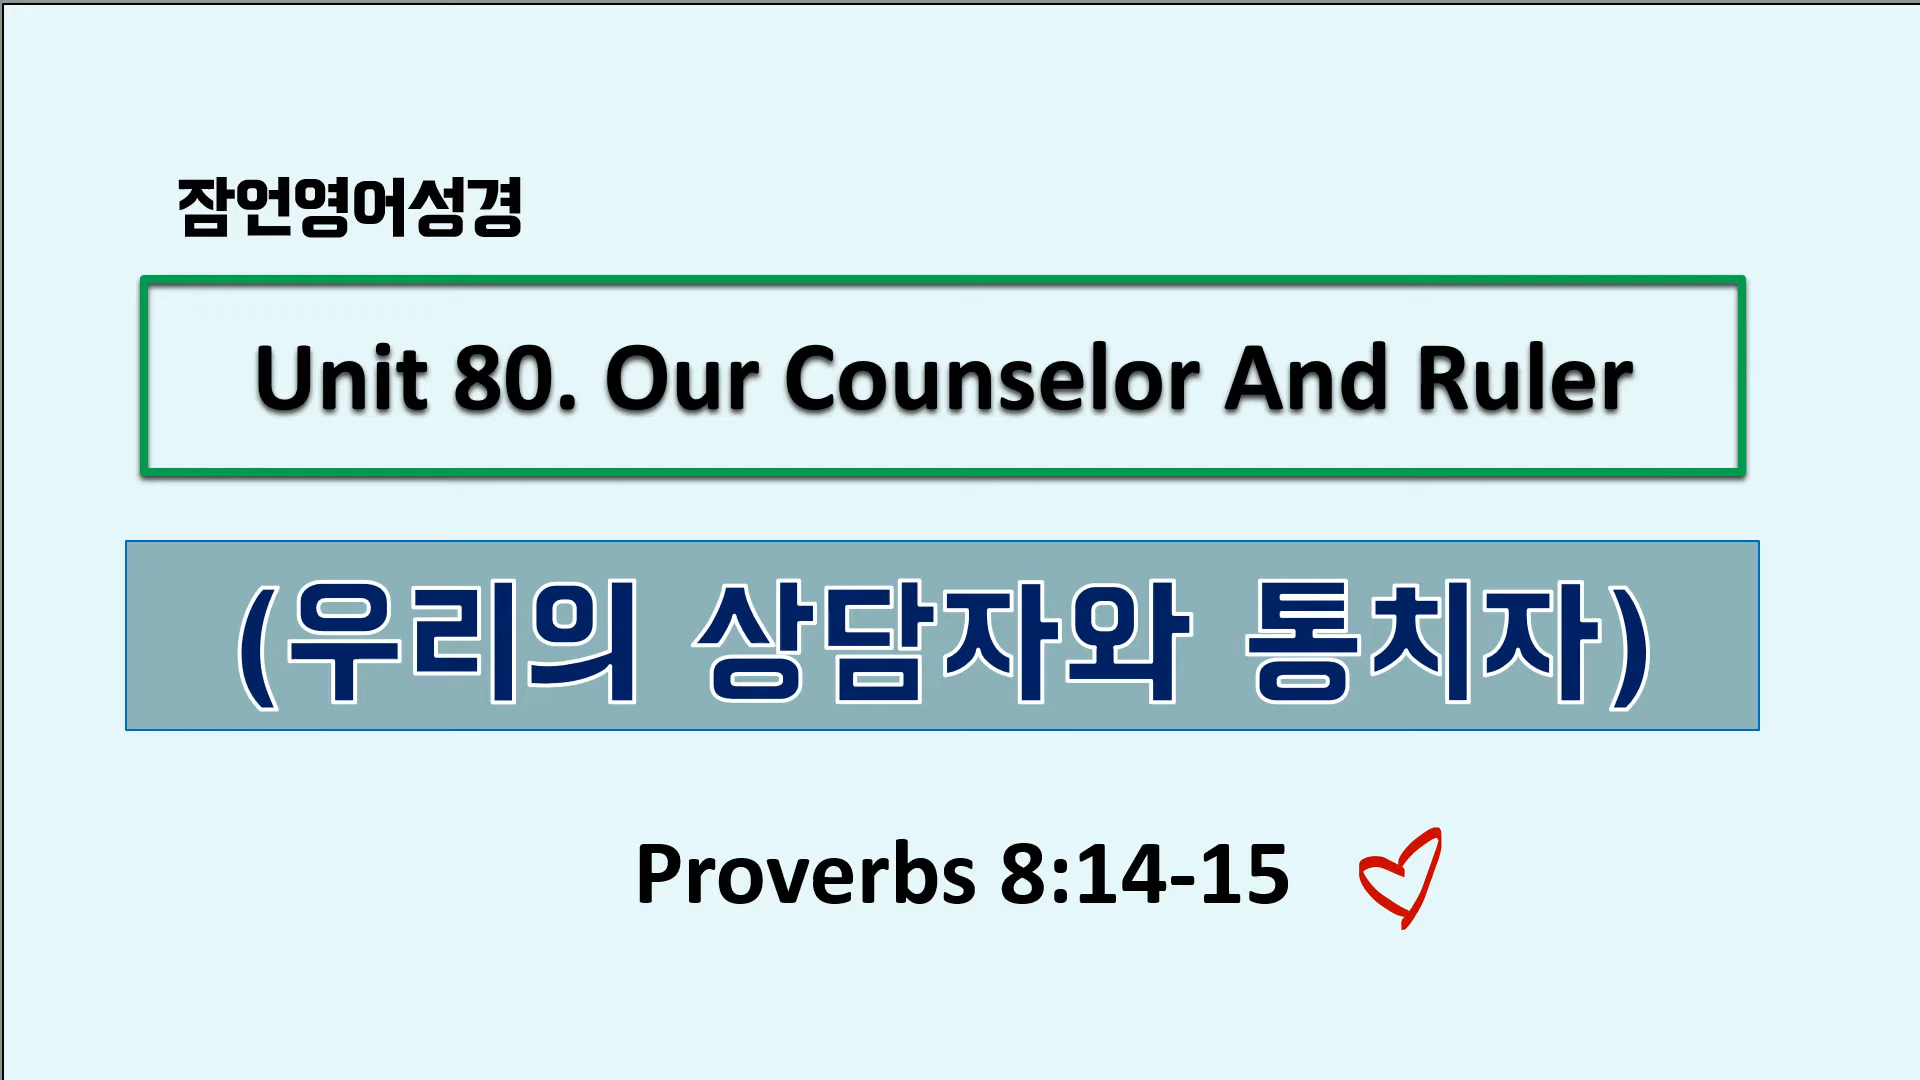 잠언영어성경
Unit 80. Our Counselor And Ruler
(우리의 상담자와 통치자)
Proverbs 8:14-15